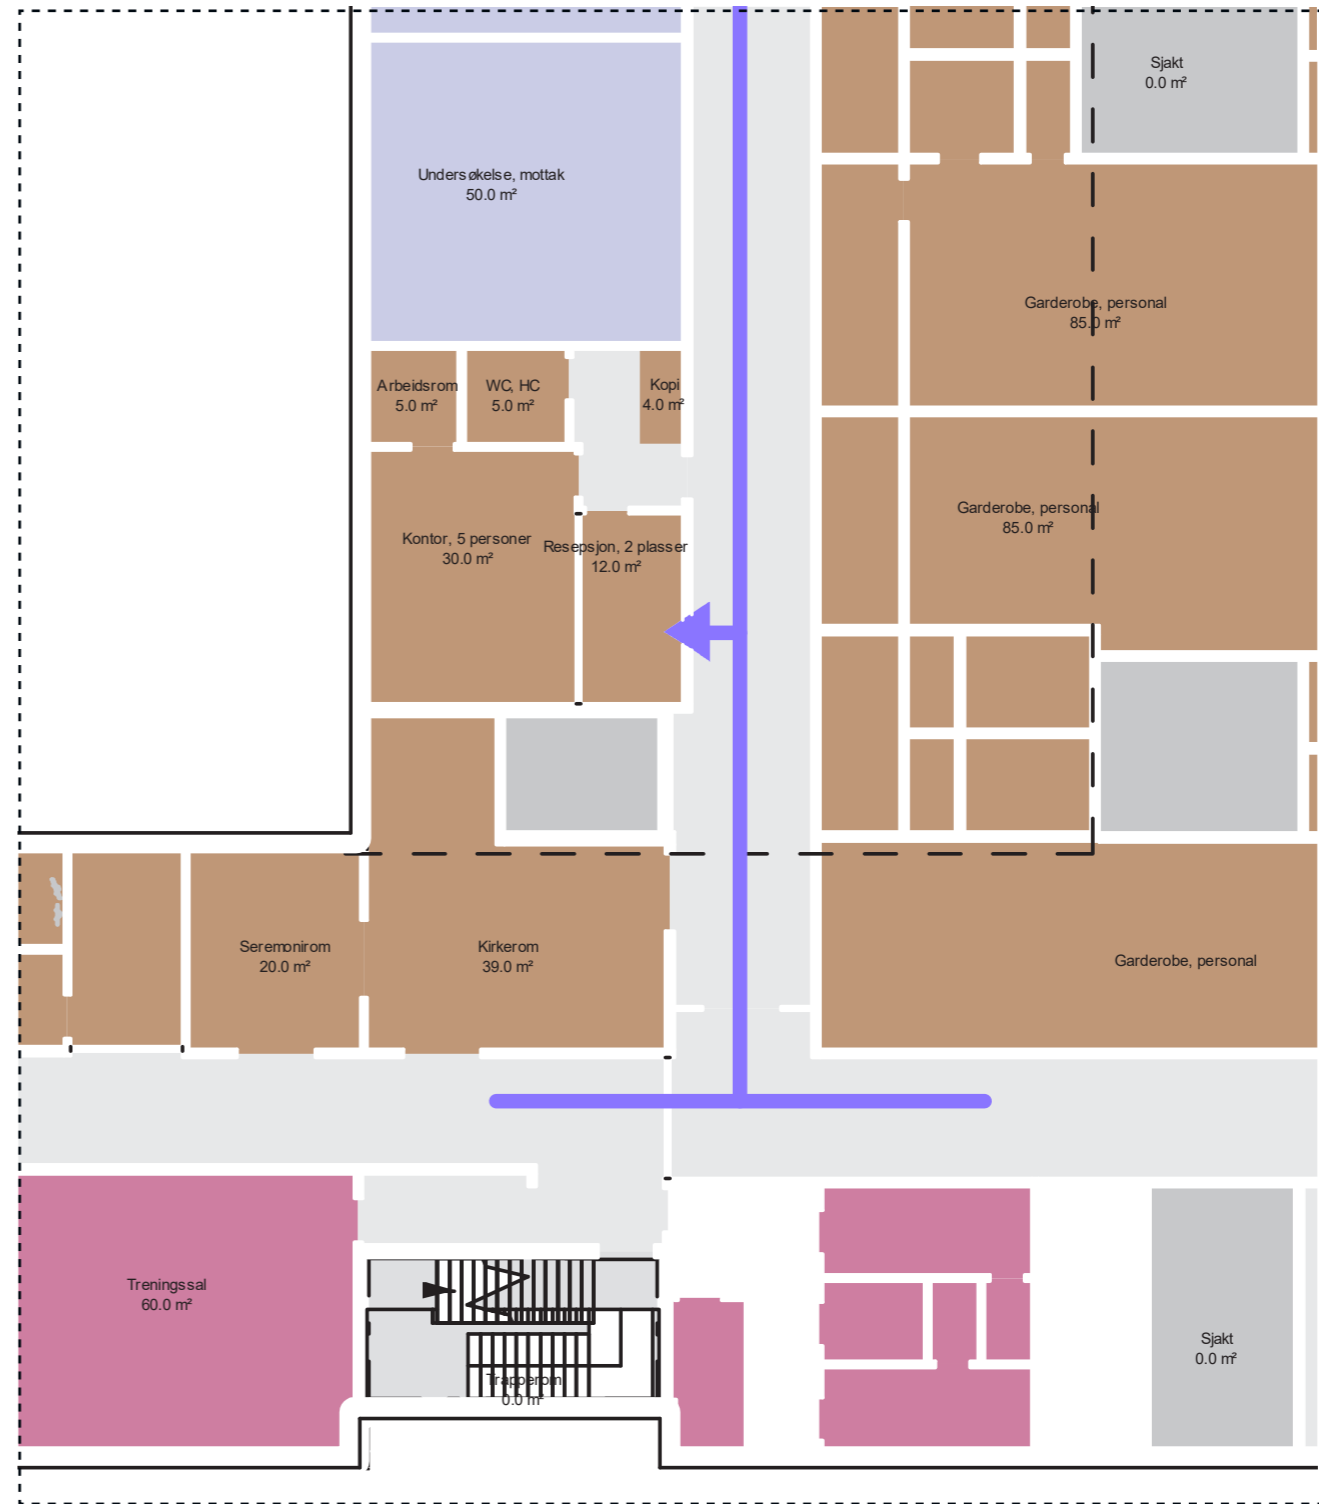 Sjakt
0.0 m²
Undersøkelse, mottak
50.0 m²
Garderobe, personal
85.0 m²
Arbeidsrom
5.0 m²
WC, HC
5.0 m²
Kopi
4.0 m²
Garderobe, personal
85.0 m²
Kontor, 5 personer
30.0 m²
Resepsjon, 2 plasser
12.0 m²
Seremonirom
20.0 m²
Kirkerom
39.0 m²
Garderobe, personal
Treningssal
60.0 m²
Sjakt
0.0 m²
Trapperom
0.0 m²